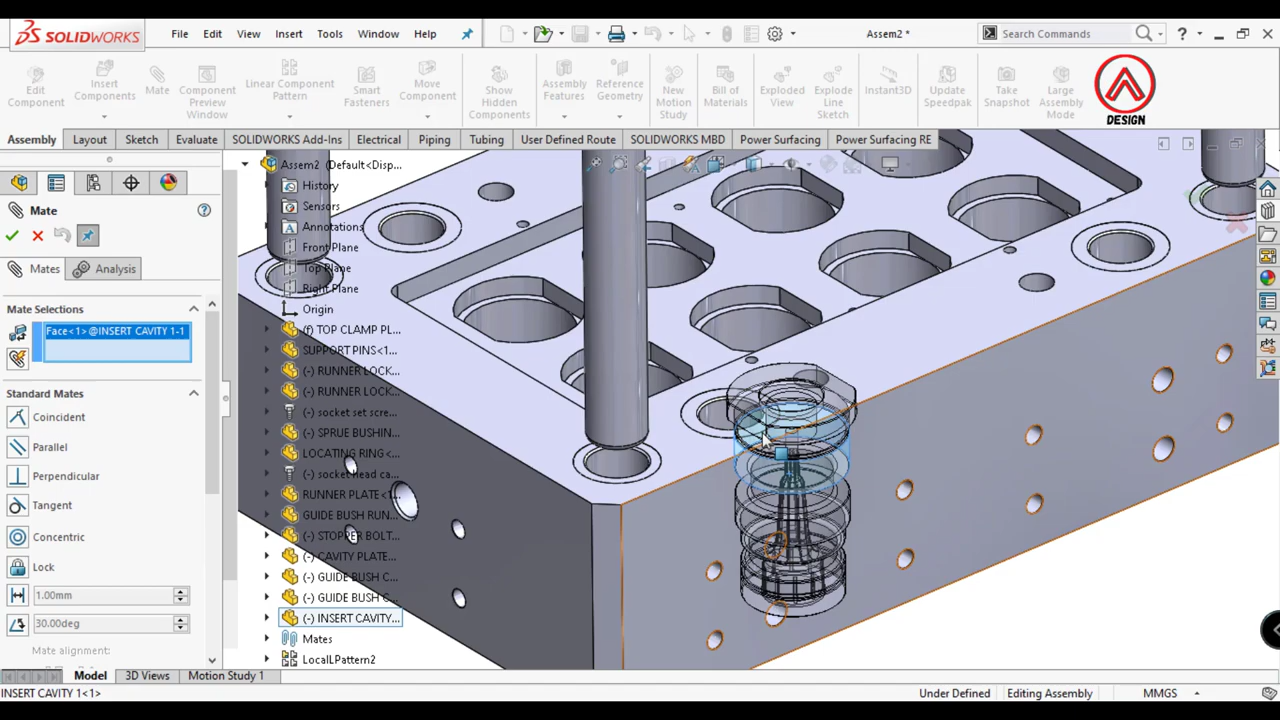 SOLIDWORKS
File Edit View Insert Tools Window Help
Assem2 *
Search Commands
Edit Component
Insert Components
Mate
Component Preview Window
Linear Component Pattern
Smart Fasteners
Move Component
Show Hidden Components
Assembly Features
Reference Geometry
New Motion Study
Bill of Materials
Exploded View
Explode Line Sketch
Instant3D
Update Speedpak
Take Snapshot
Large Assembly Mode
DESIGN
Assembly Layout Sketch Evaluate SOLIDWORKS Add-Ins Electrical Piping Tubing User Defined Route SOLIDWORKS MBD Power Surfacing Power Surfacing RE
Mate
Mates Analysis
Mate Selections
Face<1>@INSERT CAVITY 1-1
Standard Mates
Coincident
Parallel
Perpendicular
Tangent
Concentric
Lock
1.00mm
30.00deg
Mate alignment:
Assem2 (Default<Disp...
History
Sensors
Annotations
Front Plane
Top Plane
Right Plane
Origin
(f) TOP CLAMP PL...
SUPPORT PINS<1...
(-) RUNNER LOCK...
(-) RUNNER LOCK...
(-) socket set scre...
(-) SPRUE BUSHIN...
LOCATING RING<...
(-) socket head ca...
RUNNER PLATE<1...
GUIDE BUSH RUN...
(-) STOPPER BOLT...
(-) CAVITY PLATE...
(-) GUIDE BUSH C...
(-) GUIDE BUSH C...
(-) INSERT CAVITY...
Mates
LocalLPattern2
Model 3D Views Motion Study 1
INSERT CAVITY 1<1>
Under Defined Editing Assembly MMGS